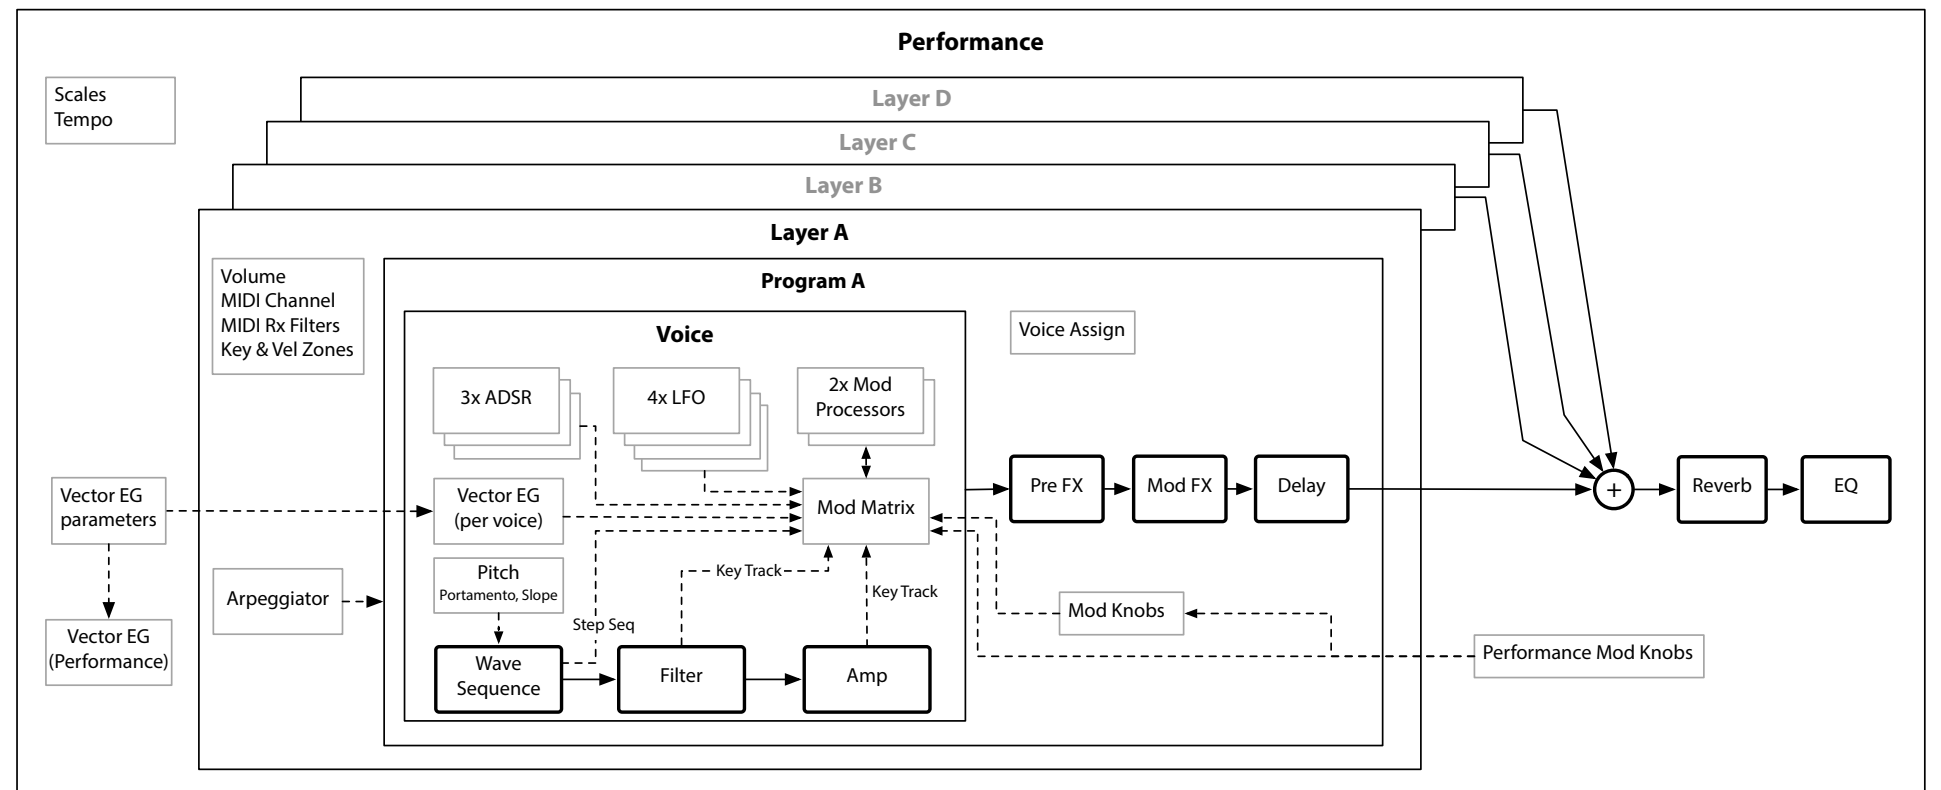 Performance
Scales
Tempo
Layer D
Layer C
Layer B
Layer A
Volume
MIDI Channel
MIDI Rx Filters
Key & Vel Zones
Program A
Voice
Voice Assign
3x ADSR
4x LFO
2x Mod
Processors
Vector EG
parameters
Vector EG
(per voice)
Mod Matrix
Pre FX
Mod FX
Delay
+
Reverb
EQ
Pitch
Portamento, Slope
Key Track
Key Track
Arpeggiator
Step Seq
Mod Knobs
Vector EG
(Performance)
Wave
Sequence
Filter
Amp
Performance Mod Knobs